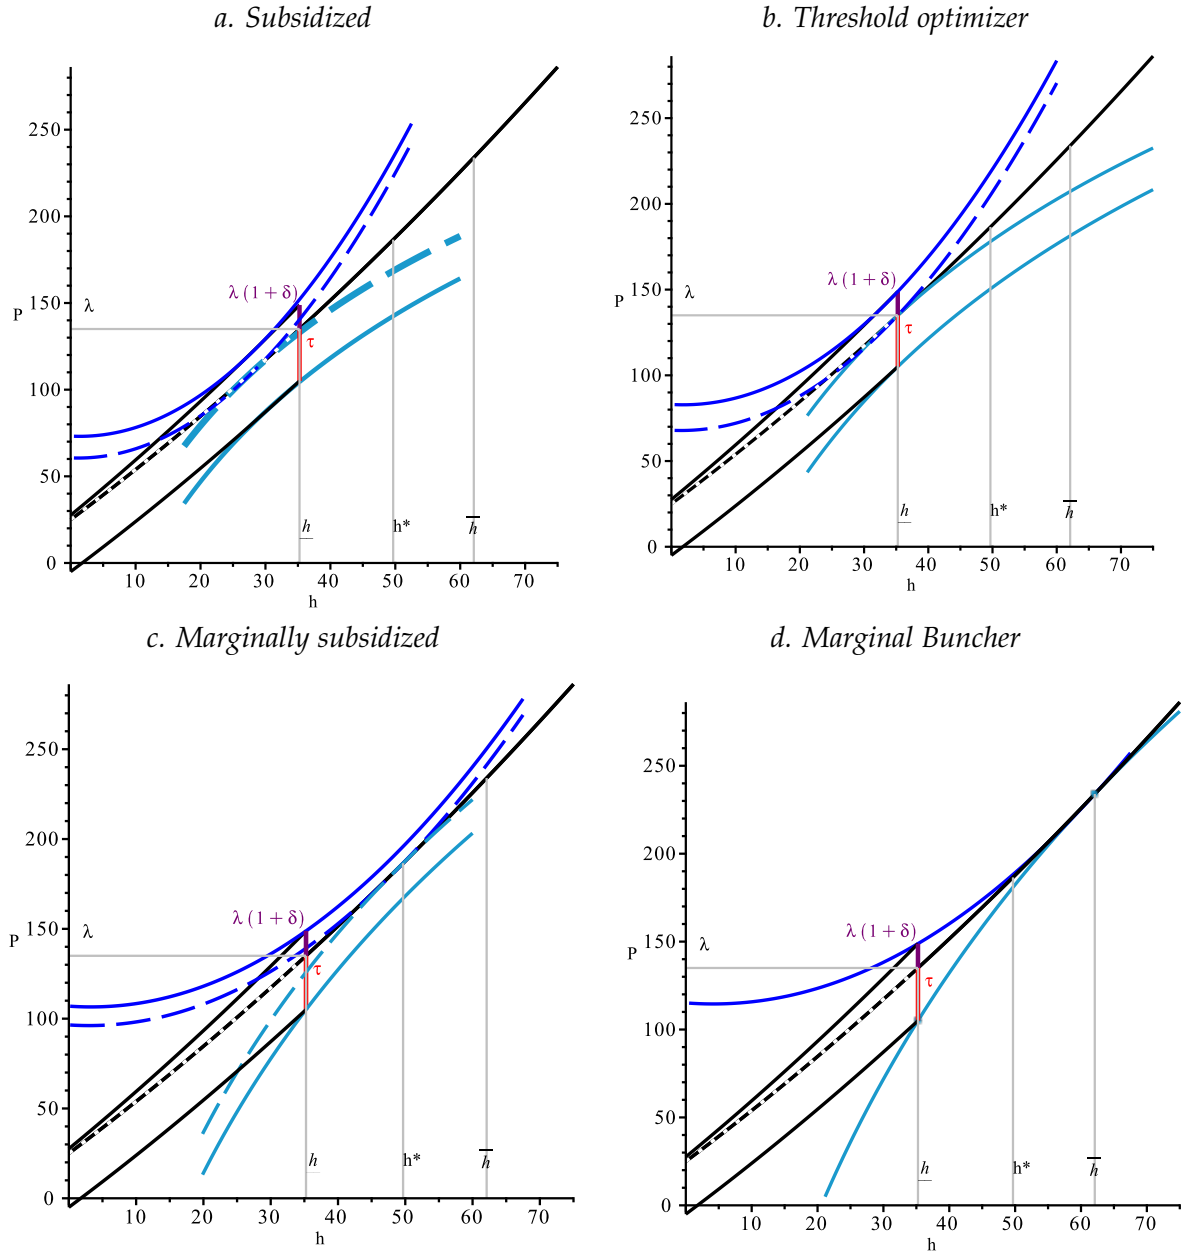 a. Subsidized
250
200
150
100
50
0
P
λ
λ (1 + δ)
τ
h
h*
h
10 20 30 40 50 60 70
h
b. Threshold optimizer
250
200
150
100
50
0
P
λ
λ (1 + δ)
τ
h
h*
h
10 20 30 40 50 60 70
h
c. Marginally subsidized
250
200
150
100
50
0
P
λ
λ (1 + δ)
τ
h
h*
h
10 20 30 40 50 60 70
h
d. Marginal Buncher
250
200
150
100
50
0
P
λ
λ (1 + δ)
τ
h
h*
h
10 20 30 40 50 60 70
h